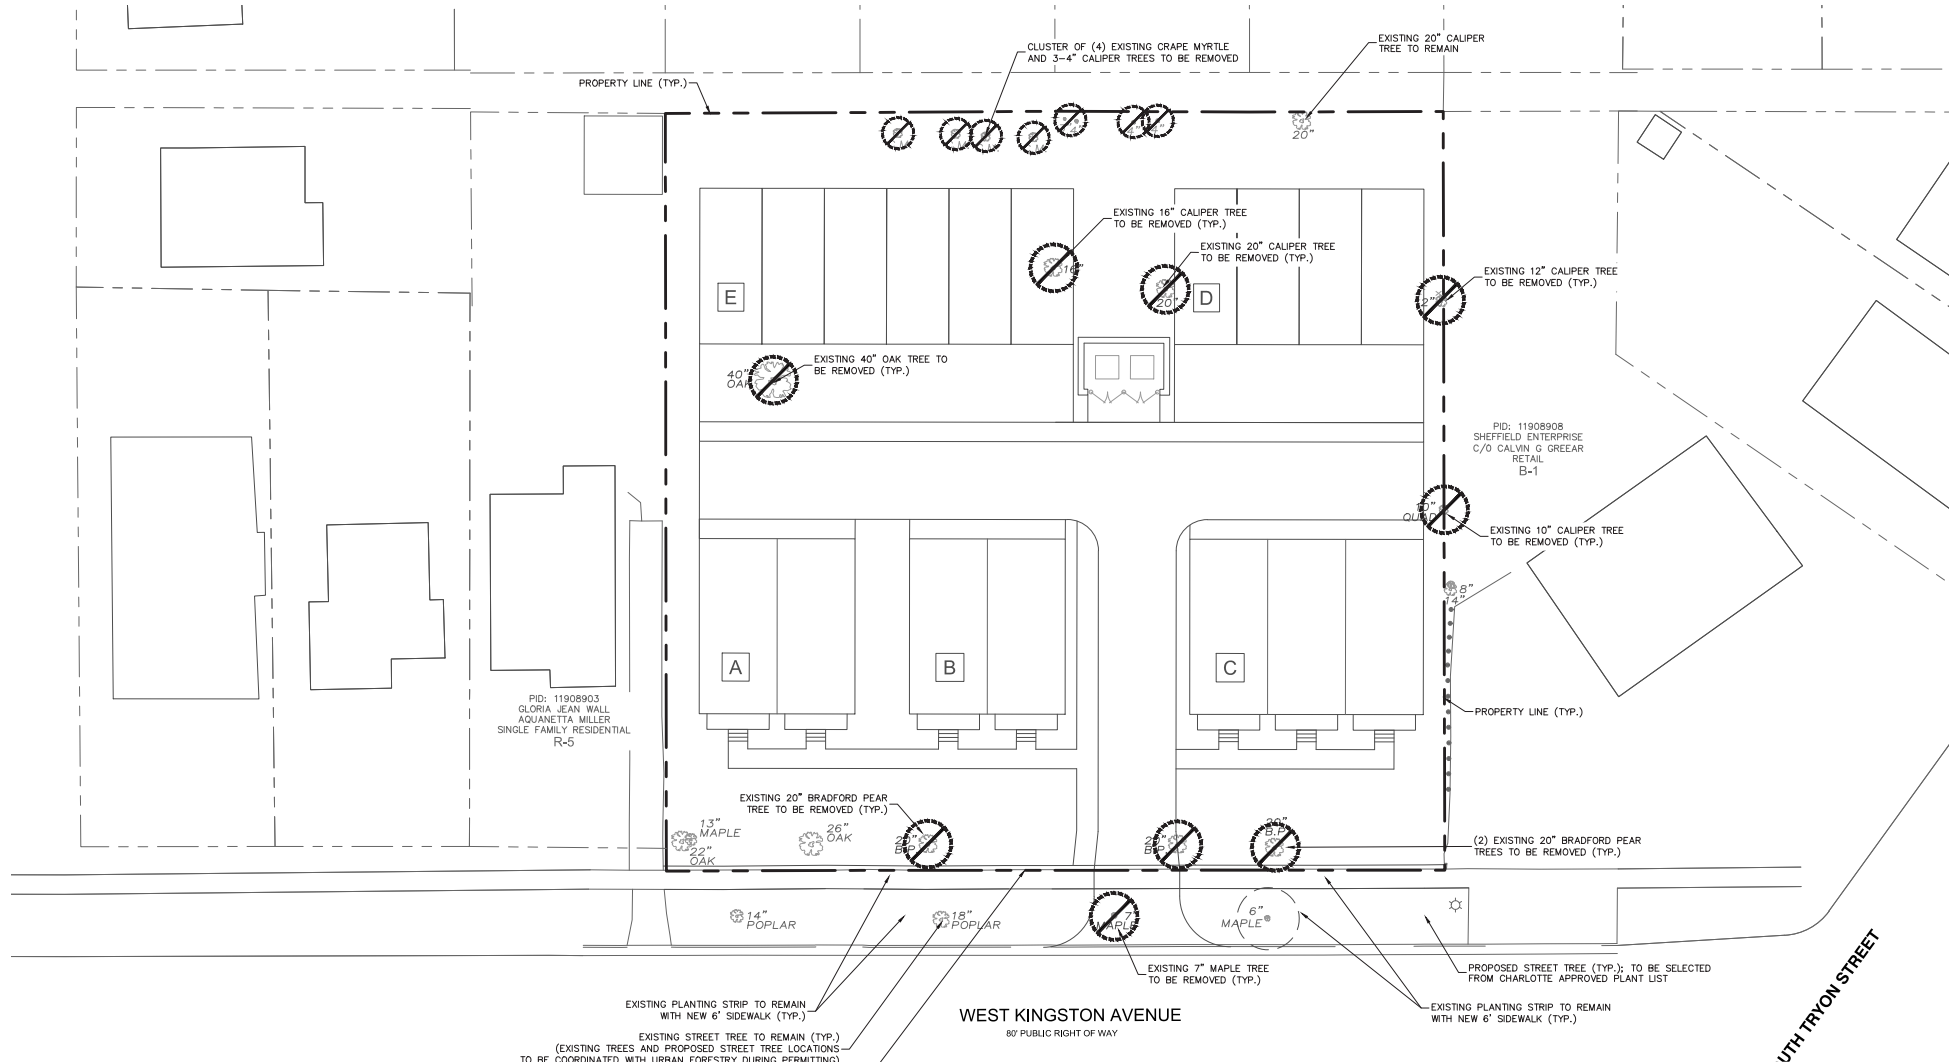 CLUSTER OF (4) EXISTING CRAPE MYRTLE
AND 3-4" CALIPER TREES TO BE REMOVED
EXISTING 20" CALIPER
TREE TO REMAIN
PROPERTY LINE (TYP.)
20"
EXISTING 16" CALIPER TREE
TO BE REMOVED (TYP.)
EXISTING 20" CALIPER TREE
TO BE REMOVED (TYP.)
EXISTING 12" CALIPER TREE
TO BE REMOVED (TYP.)
16"
20"
E
D
EXISTING 40" OAK TREE TO
BE REMOVED (TYP.)
40"
OAK
PID: 11908908
SHEFFIELD ENTERPRISE
C/O CALVIN G GREEAR
RETAIL
B-1
10"
QUAD
EXISTING 10" CALIPER TREE
TO BE REMOVED (TYP.)
8"
14"
A
B
C
PID: 11908903
GLORIA JEAN WALL
AQUANETTA MILLER
SINGLE FAMILY RESIDENTIAL
R-5
PROPERTY LINE (TYP.)
EXISTING 20" BRADFORD PEAR
TREE TO BE REMOVED (TYP.)
13"
MAPLE
22"
OAK
26"
OAK
B.P
(2) EXISTING 20" BRADFORD PEAR
TREES TO BE REMOVED (TYP.)
14"
POPLAR
18"
POPLAR
7"
MAPLE
6"
MAPLE
EXISTING 7" MAPLE TREE
TO BE REMOVED (TYP.)
PROPOSED STREET TREE (TYP.); TO BE SELECTED
FROM CHARLOTTE APPROVED PLANT LIST
EXISTING PLANTING STRIP TO REMAIN
WITH NEW 6' SIDEWALK (TYP.)
EXISTING PLANTING STRIP TO REMAIN
WITH NEW 6' SIDEWALK (TYP.)
WEST KINGSTON AVENUE
80' PUBLIC RIGHT OF WAY
EXISTING STREET TREE TO REMAIN (TYP.)
(EXISTING TREES AND PROPOSED STREET TREE LOCATIONS
TO BE COORDINATED WITH URBAN FORESTRY DURING PERMITTING)
UTH TRYON STREET